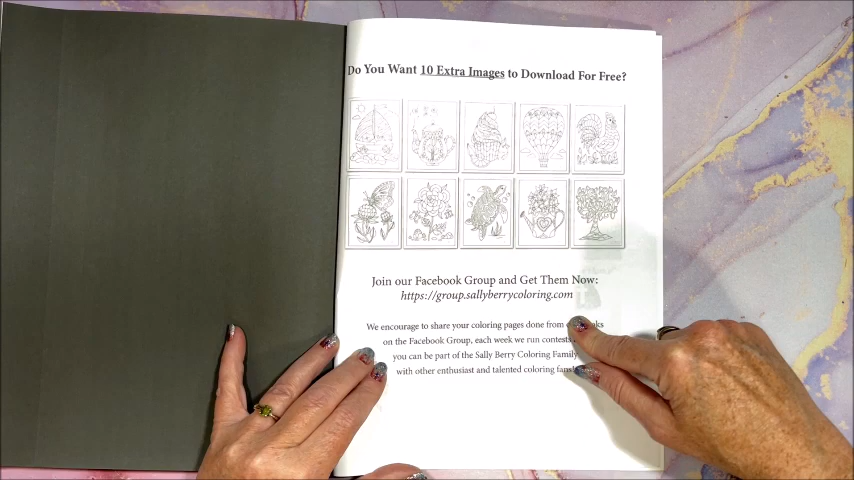 Do You Want 10 Extra Images to Download For Free?
Join our Facebook Group and Get Them Now:
https://group.sallyberrycoloring.com
We encourage to share your coloring pages done from
on the Facebook Group, each week we run contests
you can be part of the Sally Berry Coloring Family
with other enthusiast and talented coloring fans!